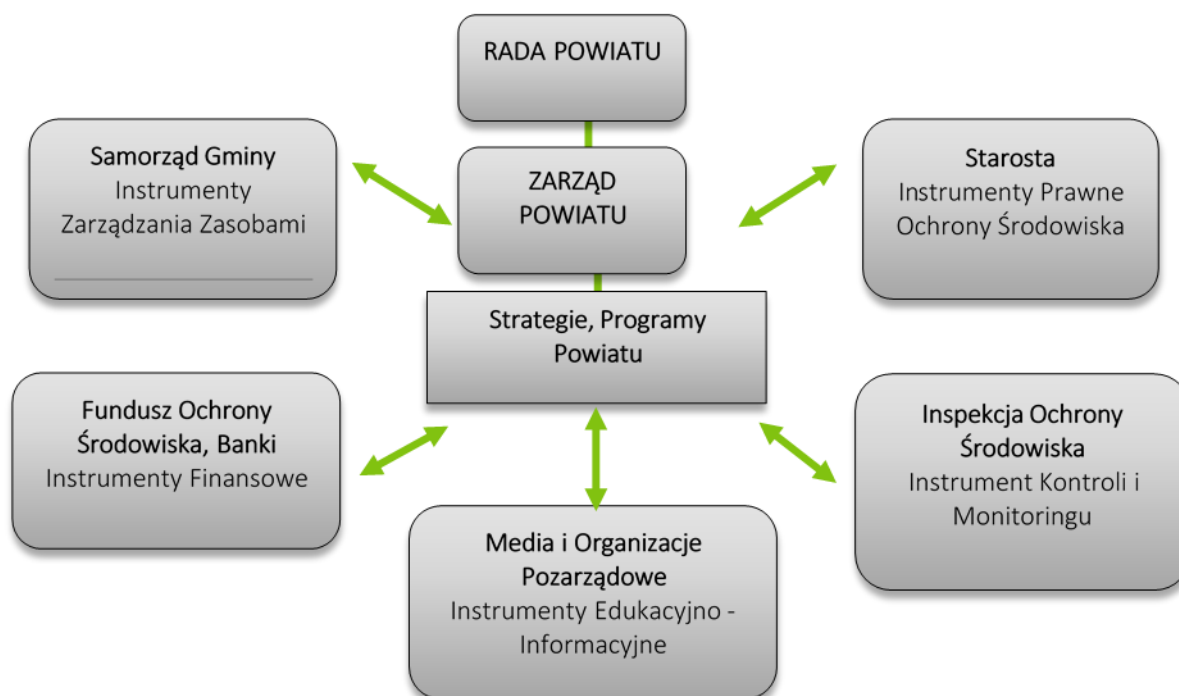 RADA POWIATU
Samorząd Gminy
Instrumenty
Zarządzania Zasobami
ZARZĄD
POWIATU
Starosta
Instrumenty Prawne
Ochrony Środowiska
Strategie, Programy
Powiatu
Fundusz Ochrony
Środowiska, Banki
Instrumenty Finansowe
Inspekcja Ochrony
Środowiska
Instrument Kontroli i
Monitoringu
Media i Organizacje
Pozarządowe
Instrumenty Edukacyjno -
Informacyjne